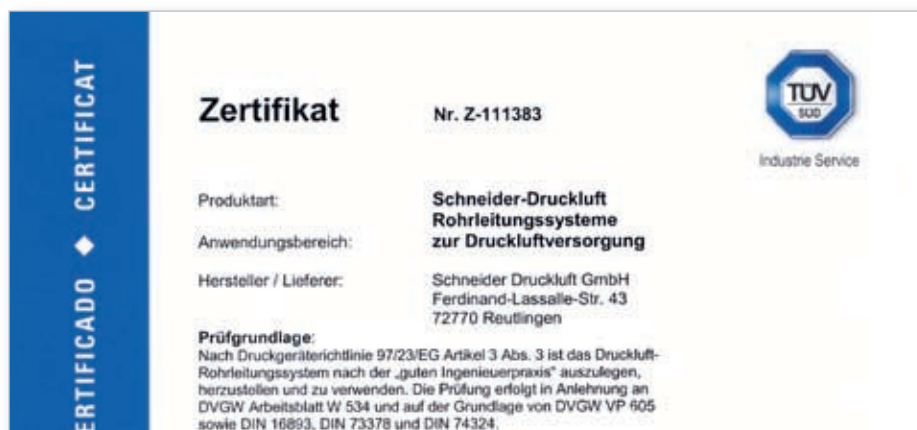 CERTIFICADO ◆ CERTIFICAT
Zertifikat Nr. Z-111383
TÜV
SÜD
Industrie Service
Produktart: Schneider-Druckluft
Rohrleitungssysteme
Anwendungsbereich: zur Druckluftversorgung
Hersteller / Lieferer: Schneider Druckluft GmbH
Ferdinand-Lassalle-Str. 43
72770 Reutlingen
Prüfgrundlage:
Nach Druckgeräterichtlinie 97/23/EG Artikel 3 Abs. 3 ist das Druckluft-
Rohrleitungssystem nach der „guten Ingenieuerpraxis" auszulegen,
herzustellen und zu verwenden. Die Prüfung erfolgt in Anlehnung an
DVGW Arbeitsblatt W 534 und auf der Grundlage von DVGW VP 605
sowie DIN 16893, DIN 73378 und DIN 74324.